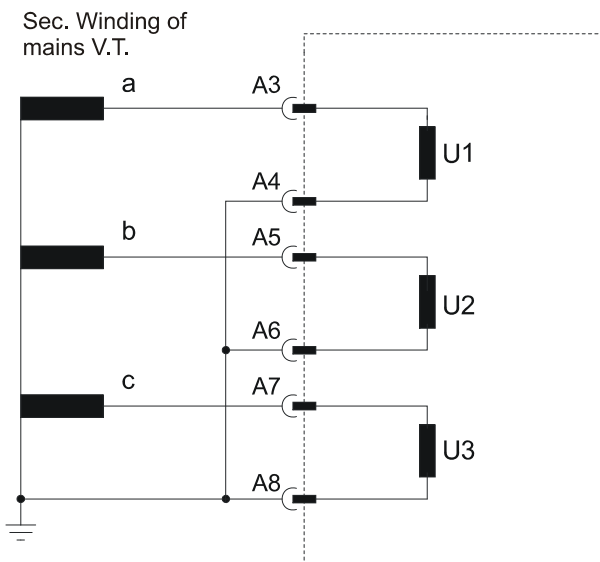 Sec. Winding of
mains V.T.
a
A3
U1
A4
b
A5
U2
A6
c
A7
U3
A8